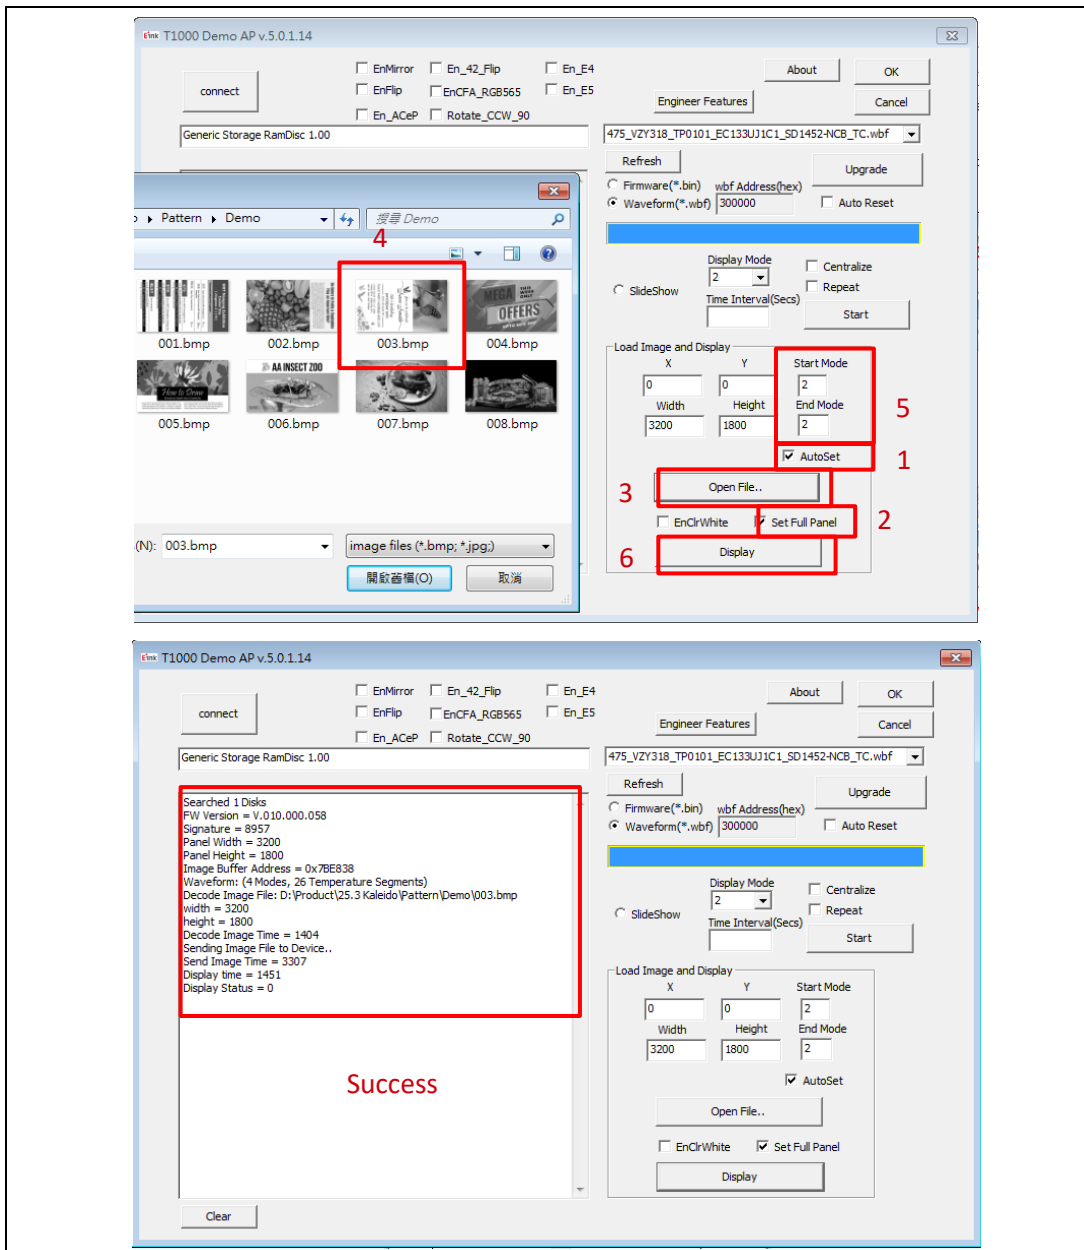 Eink T1000 Demo AP v.5.0.1.14
connect
EnMirror
En_42_Flip
En_E4
EnFlip
EnCFA_RGB565
En_E5
En_ACeP
Rotate_CCW_90
About
OK
Engineer Features
Cancel
Generic Storage RamDisc 1.00
475_VZY318_TP0101_EC133UJ1C1_SD1452-NCB_TC.wbf
Refresh
Upgrade
Firmware(*.bin)
wbf Address(hex)
Waveform(*.wbf)
300000
Auto Reset
Pattern
Demo
搜尋 Demo
4
001.bmp
002.bmp
003.bmp
MEGA
THIS WEEK ONLY
OFFERS
004.bmp
How to Draw
005.bmp
AA INSECT ZOO
006.bmp
007.bmp
008.bmp
(N):
003.bmp
image files (*.bmp; *.jpg;)
開啟舊檔(O)
取消
Display Mode
2
Centralize
Repeat
SlideShow
Time Interval(Secs)
Start
Load Image and Display
X
Y
Start Mode
0
0
2
Width
Height
End Mode
5
3200
1800
2
AutoSet
1
3
Open File..
EnClrWhite
Set Full Panel
2
6
Display
Eink T1000 Demo AP v.5.0.1.14
connect
EnMirror
En_42_Flip
En_E4
EnFlip
EnCFA_RGB565
En_E5
En_ACeP
Rotate_CCW_90
About
OK
Engineer Features
Cancel
Generic Storage RamDisc 1.00
475_VZY318_TP0101_EC133UJ1C1_SD1452-NCB_TC.wbf
Searched 1 Disks
FW Version = V.010.000.058
Signature = 8957
Panel Width = 3200
Panel Height = 1800
Image Buffer Address = 0x7BE838
Waveform: (4 Modes, 26 Temperature Segments)
Decode Image File: D:\Product\25.3 Kaleido\Pattern\Demo\003.bmp
width = 3200
height = 1800
Decode Image Time = 1404
Sending Image File to Device..
Send Image Time = 3307
Display time = 1451
Display Status = 0
Success
Clear
Refresh
Upgrade
Firmware(*.bin)
wbf Address(hex)
Waveform(*.wbf)
300000
Auto Reset
Display Mode
2
Centralize
Repeat
SlideShow
Time Interval(Secs)
Start
Load Image and Display
X
Y
Start Mode
0
0
2
Width
Height
End Mode
3200
1800
2
AutoSet
Open File..
EnClrWhite
Set Full Panel
Display